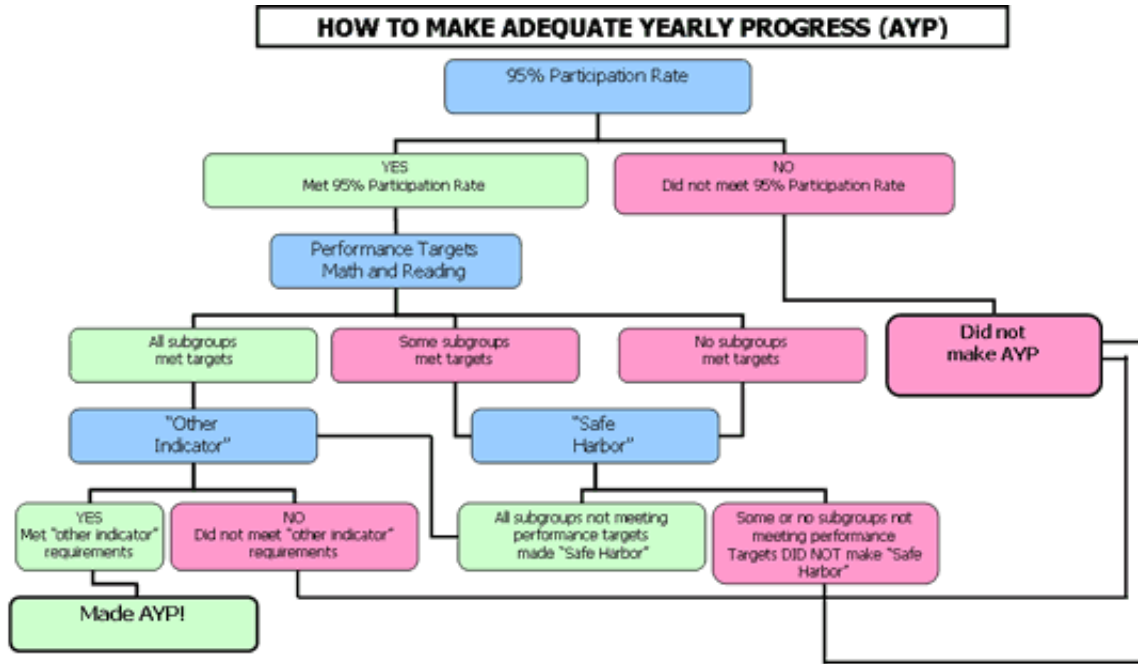 HOW TO MAKE ADEQUATE YEARLY PROGRESS (AYP)
95% Participation Rate
YES
Met 95% Participation Rate
NO
Did not meet 95% Participation Rate
Performance Targets
Math and Reading
All subgroups
met targets
Some subgroups
met targets
No subgroups
met targets
Did not
make AYP
"Other
Indicator"
"Safe
Harbor"
YES
Met "other indicator"
requirements
NO
Did not meet "other indicator"
requirements
All subgroups not meeting
performance targets
made "Safe Harbor"
Some or no subgroups not
meeting performance
Targets DID NOT make "Safe
Harbor"
Made AYP!